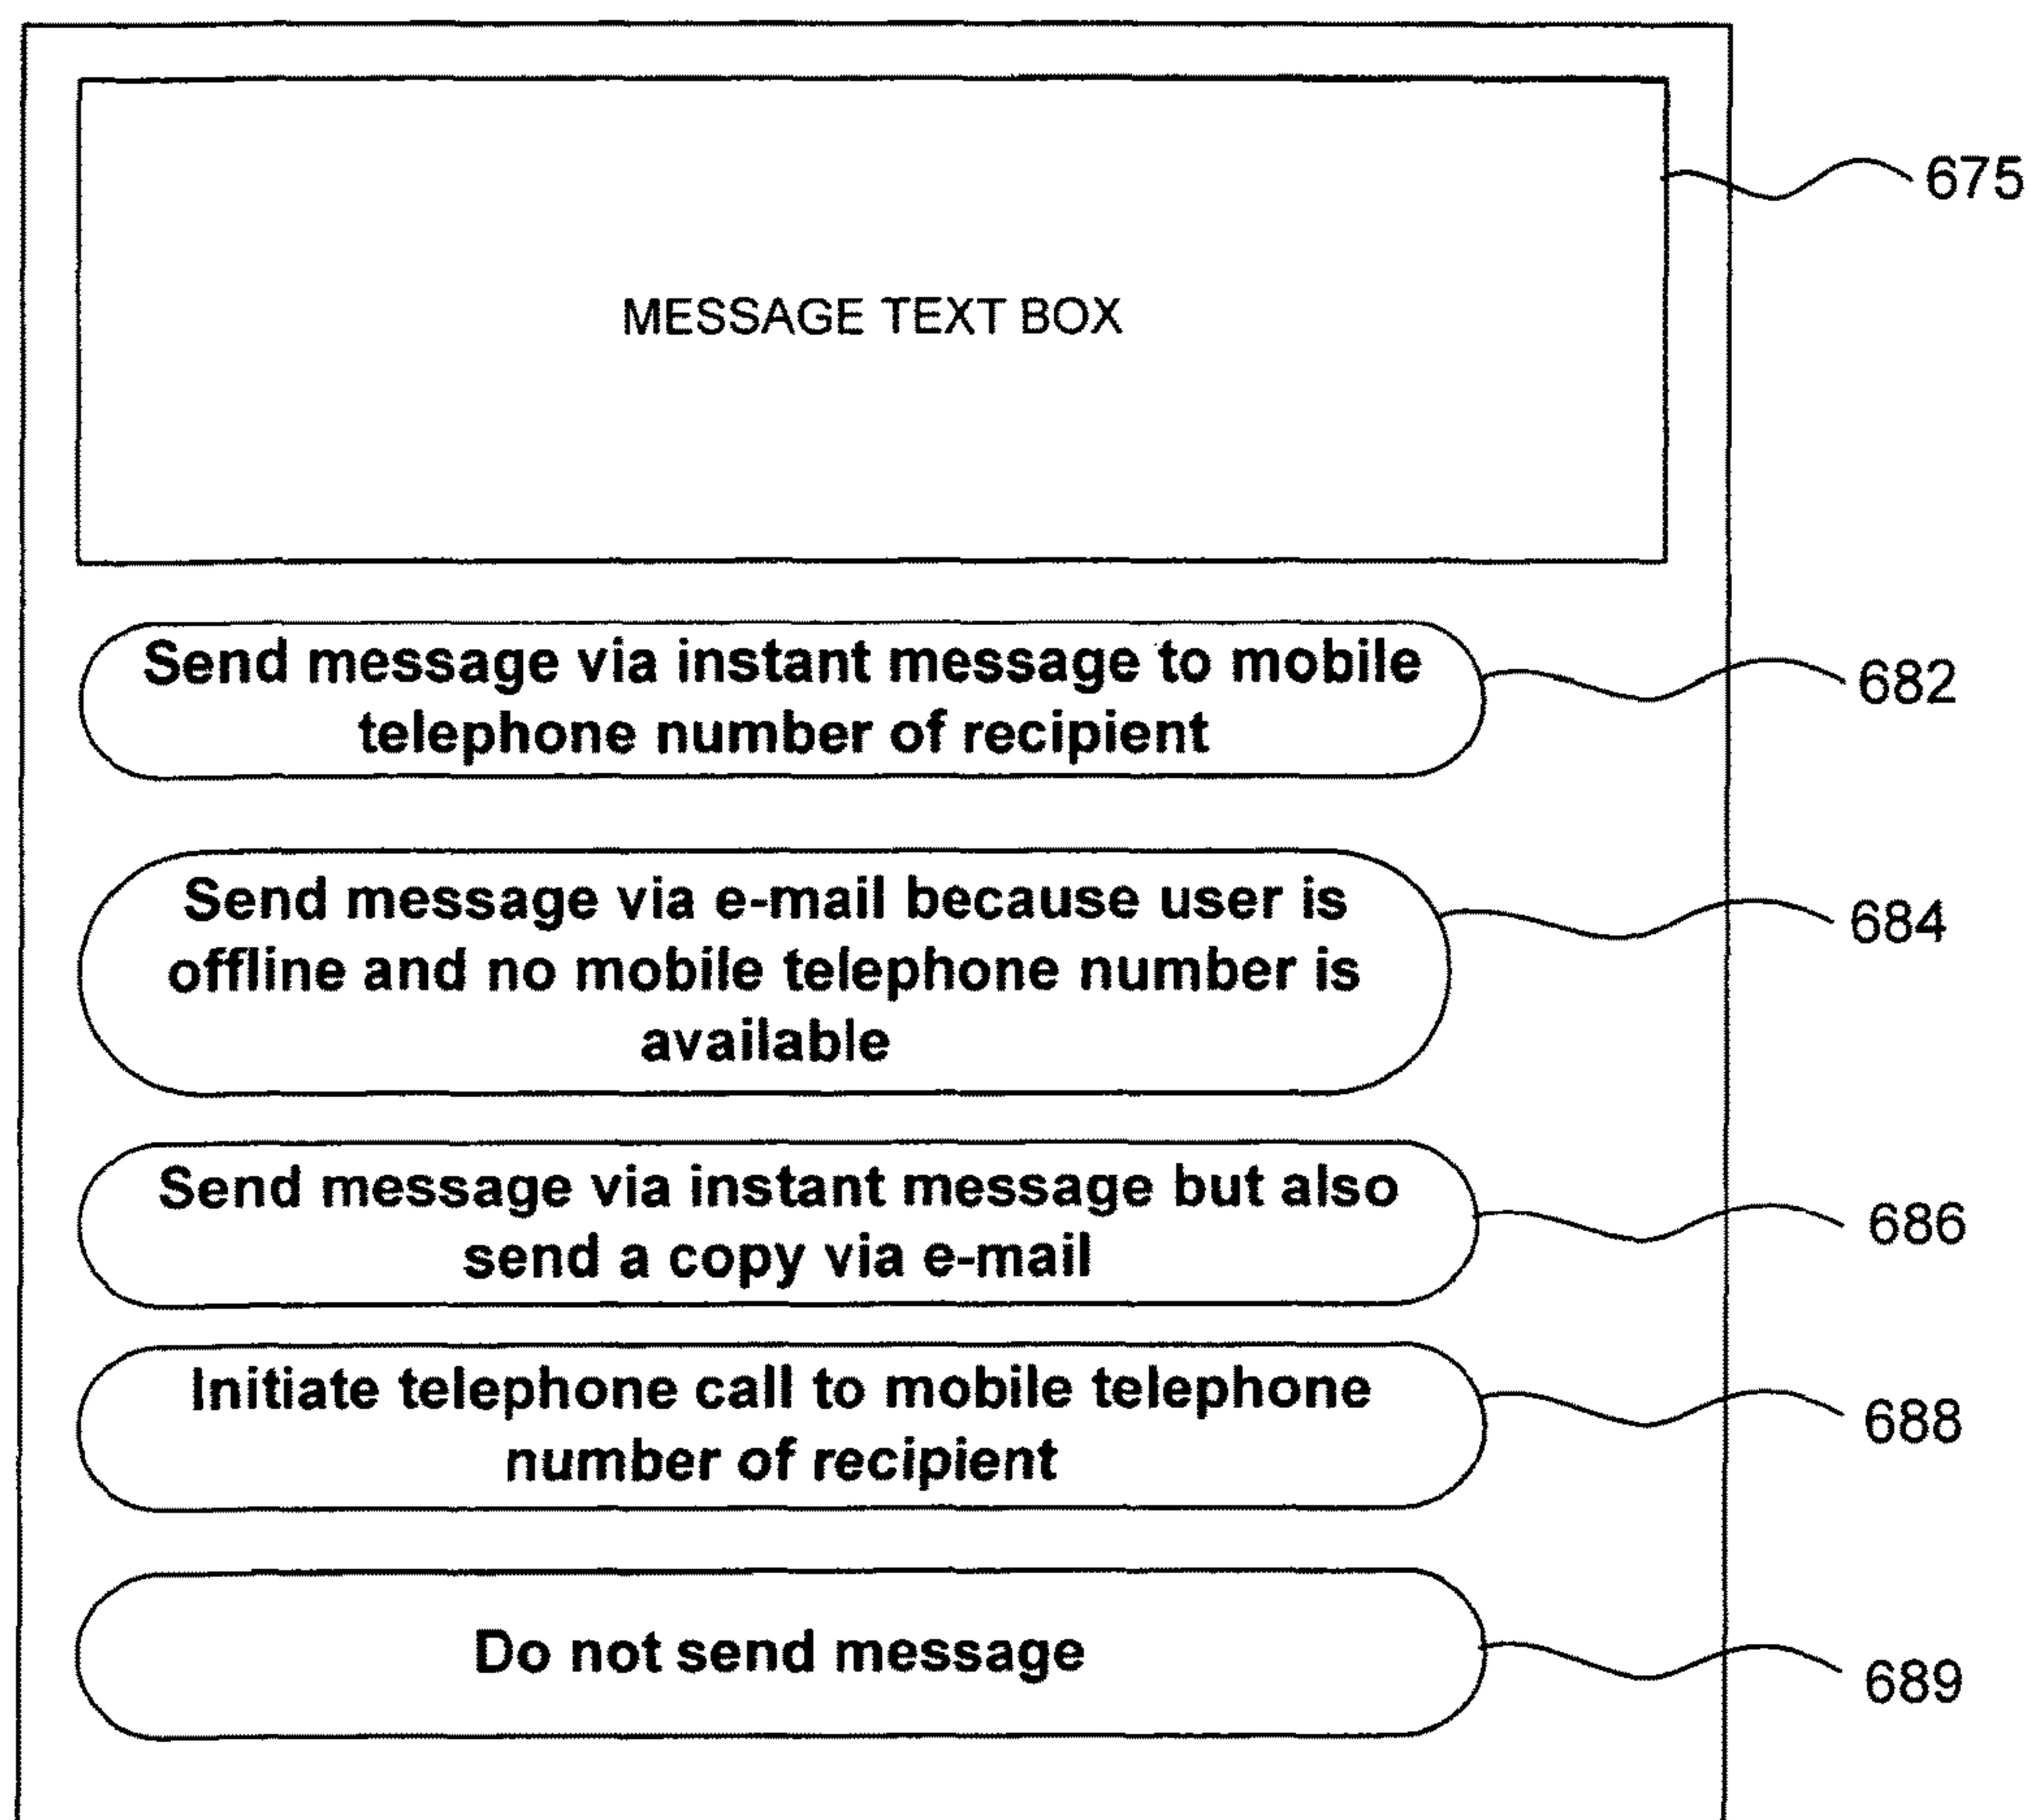 MESSAGE TEXT BOX
675
Send message via instant message to mobile
telephone number of recipient
682
Send message via e-mail because user is
offline and no mobile telephone number is
available
684
Send message via instant message but also
send a copy via e-mail
686
Initiate telephone call to mobile telephone
number of recipient
688
Do not send message
689